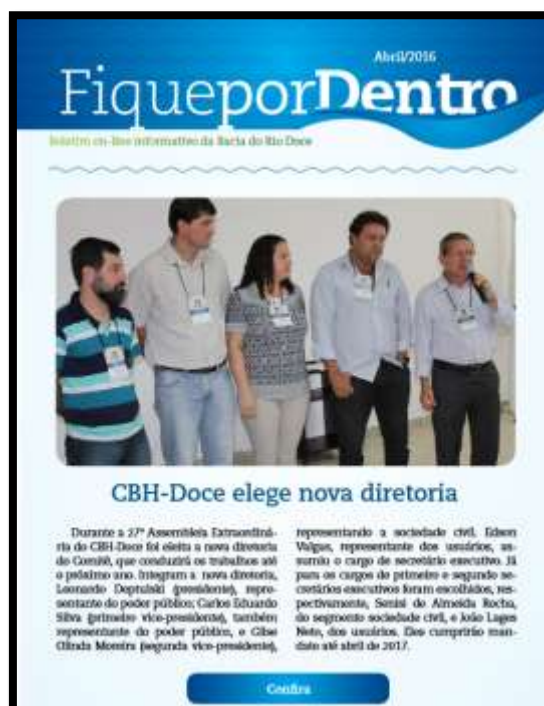 Abril/2016
FiqueporDentro
Boletim on-line informativo da Bacia do Rio Doce
CBH-Doce elege nova diretoria
Durante a 27ª Assembleia Extraordiná-
ria do CBH-Doce foi eleita a nova diretoria
do Comitê, que conduzirá os trabalhos até
o próximo ano. Integram a nova diretoria,
Leonardo Deptulski (presidente), repre-
sentante do poder público; Carlos Eduardo
Silva (primeiro vice-presidente), também
representante do poder público, e Gilse
Olinda Moreira (segunda vice-presidente),
representando a sociedade civil. Edson
Valgas, representante dos usuários, as-
sumiu o cargo de secretário executivo. Já
para os cargos de primeiro e segundo se-
cretários executivos foram escolhidos, res-
pectivamente, Senisi de Almeida Rocha,
do segmento sociedade civil, e João Lages
Neto, dos usuários. Eles cumprirão man-
dato até abril de 2017.
Confira